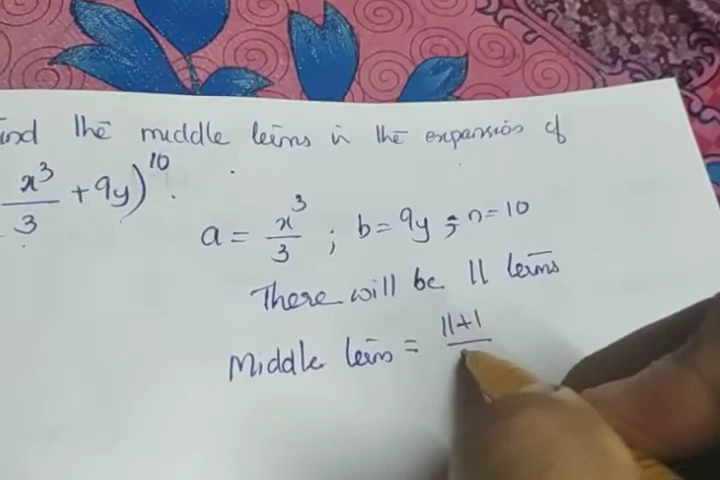 ind the middle terms in the expansion of
x³/3 + 9y)¹⁰.
a = x³/3 ; b = 9y ; n = 10
There will be 11 terms
Middle term = 11+1